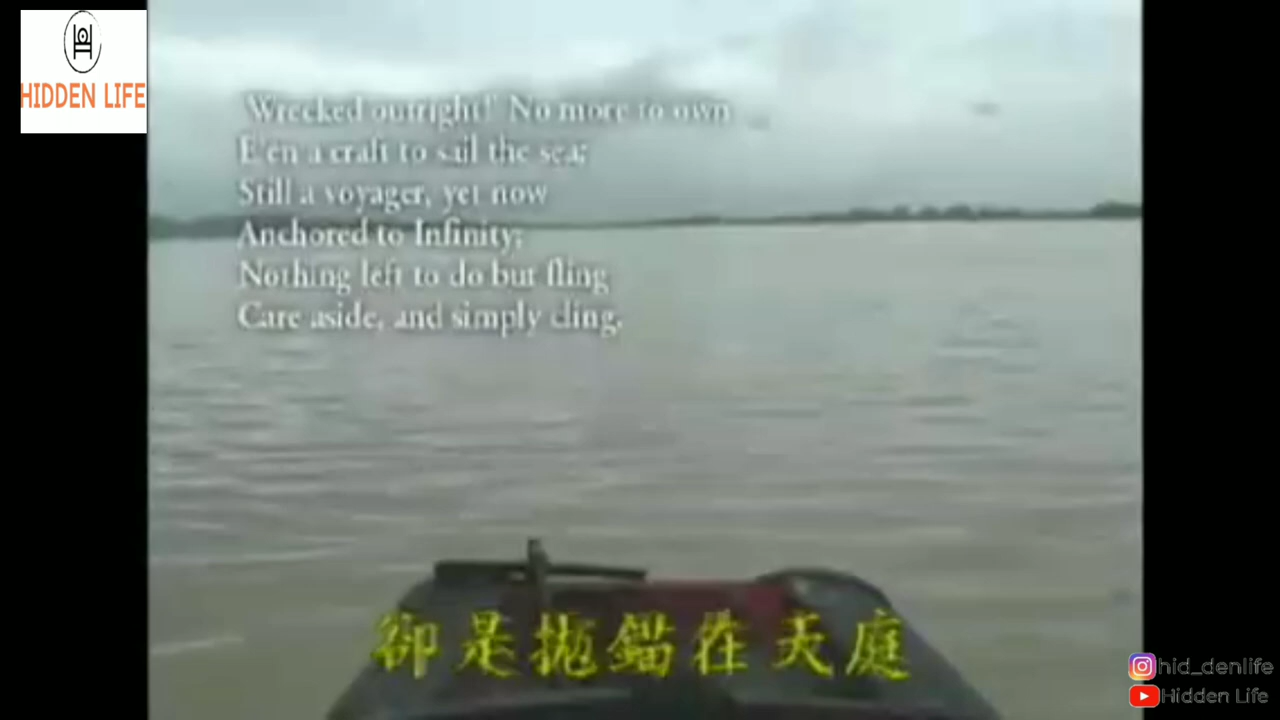 HIDDEN LIFE
'Wrecked outright!' No more to own
E'en a craft to sail the sea;
Still a voyager, yet now
Anchored to Infinity;
Nothing left to do but fling
Care aside, and simply cling.
卻是拋錨在天庭
hid_denlife
Hidden Life